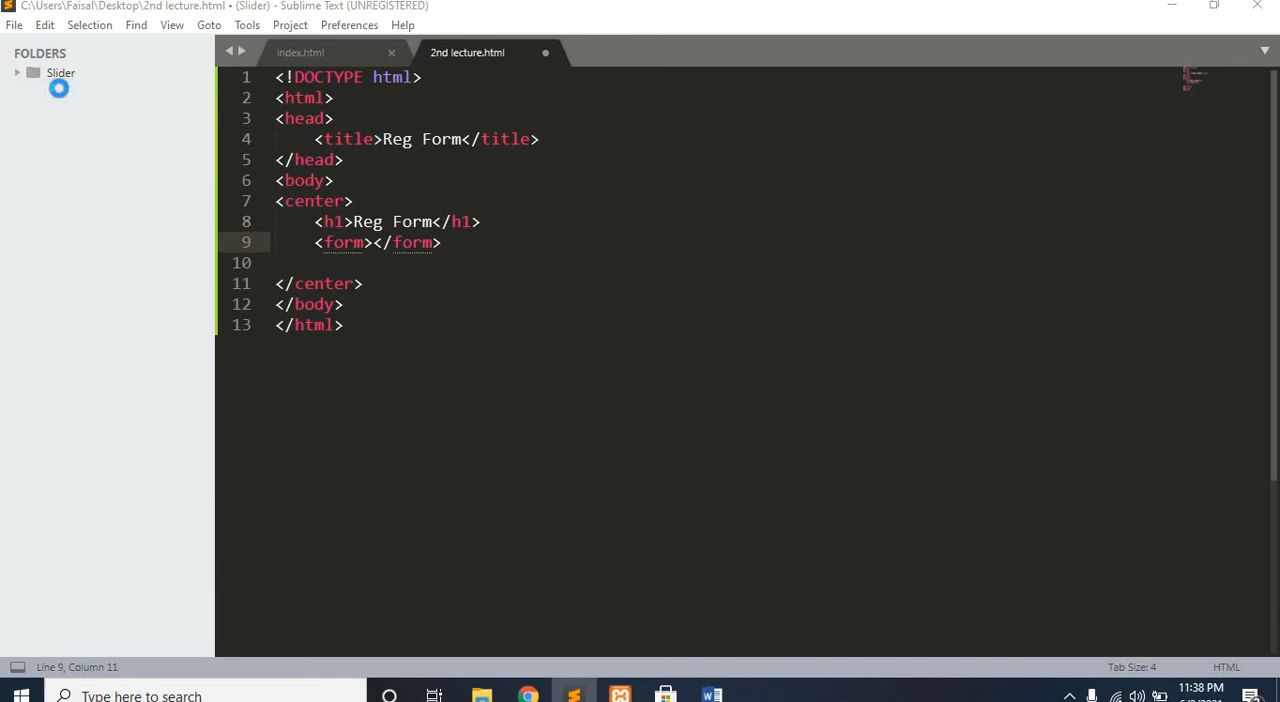 C:\Users\Faisal\Desktop\2nd lecture.html • (Slider) - Sublime Text (UNREGISTERED)
File Edit Selection Find View Goto Tools Project Preferences Help
FOLDERS
Slider
index.html × 2nd lecture.html
1 <!DOCTYPE html>
2 <html>
3 <head>
4 <title>Reg Form</title>
5 </head>
6 <body>
7 <center>
8 <h1>Reg Form</h1>
9 <form></form>
10
11 </center>
12 </body>
13 </html>
Line 9, Column 11 Tab Size: 4 HTML
Type here to search
11:38 PM